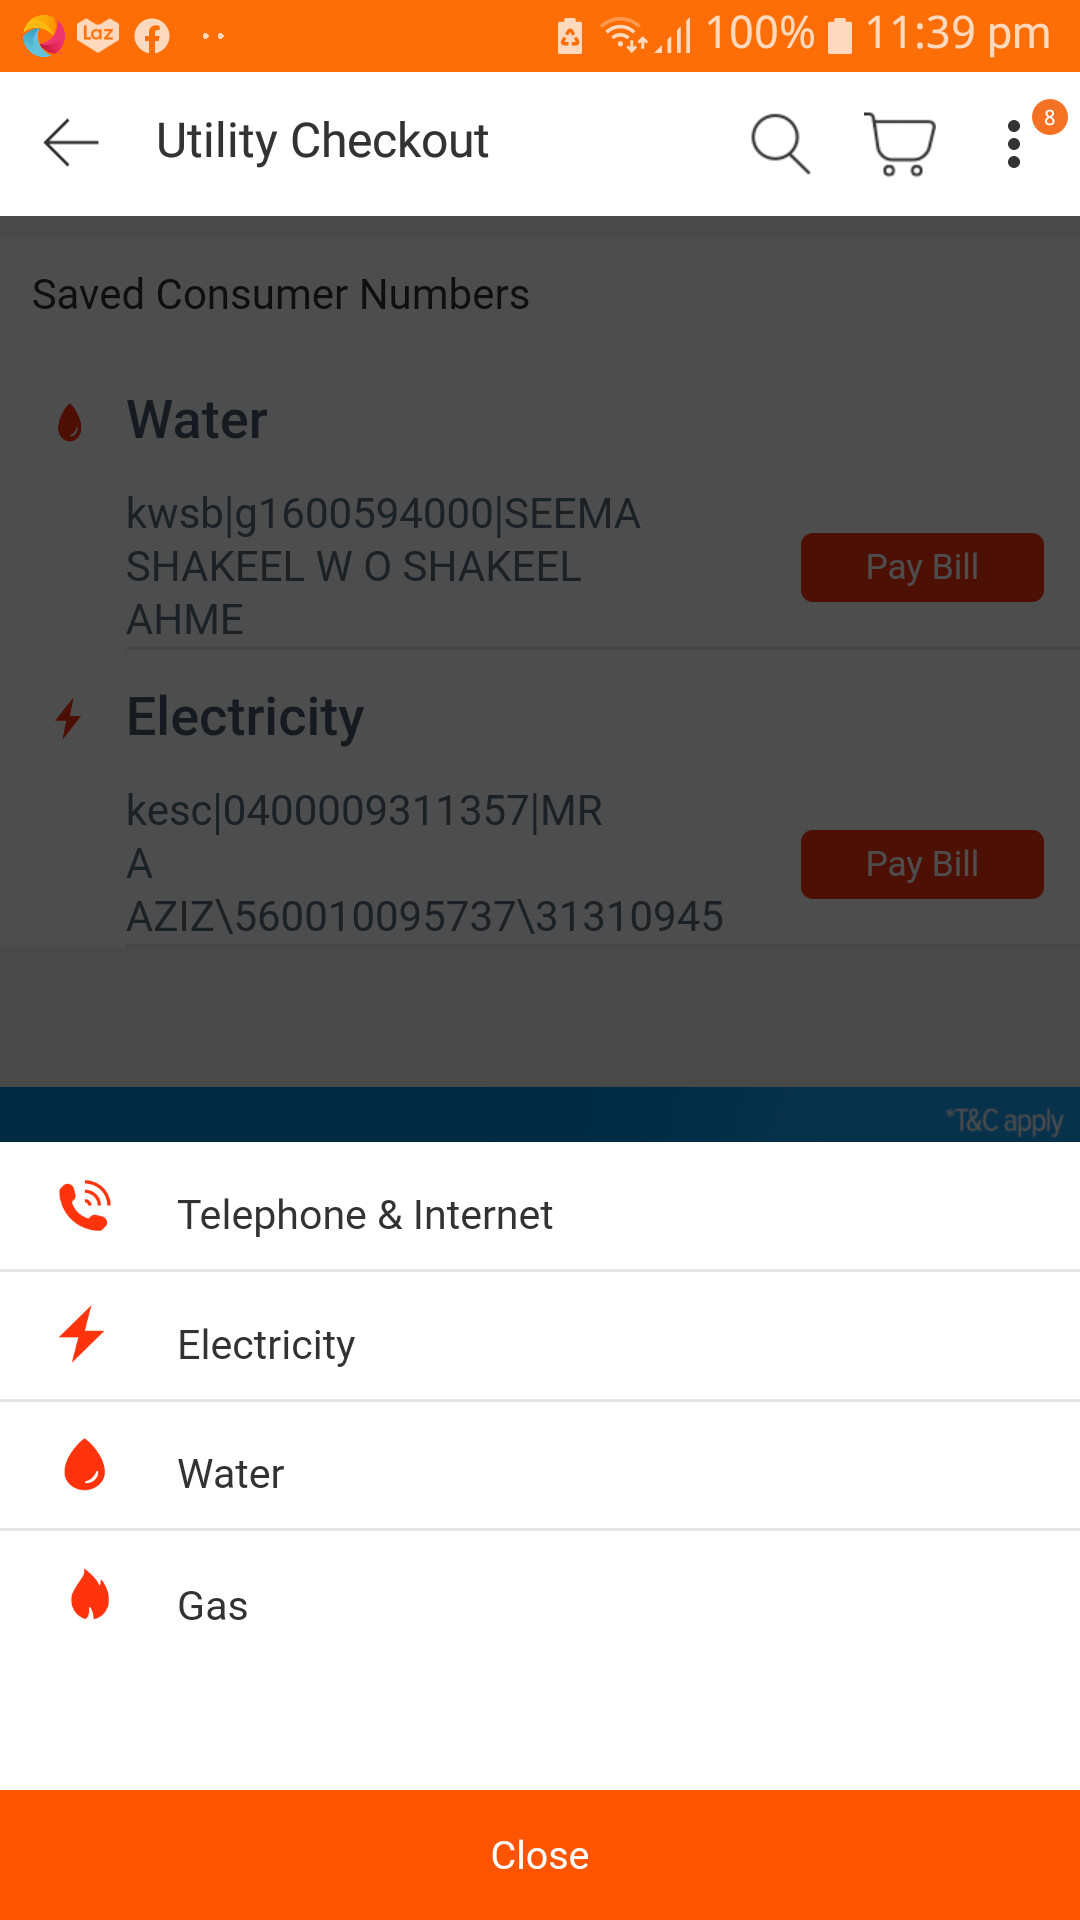 Laz
100% 11:39 pm
Utility Checkout
8
Saved Consumer Numbers
Water
kwsb|g1600594000|SEEMA
SHAKEEL W O SHAKEEL
AHME
Pay Bill
Electricity
kesc|0400009311357|MR
A
AZIZ\560010095737\31310945
Pay Bill
*T&C apply
Telephone & Internet
Electricity
Water
Gas
Close